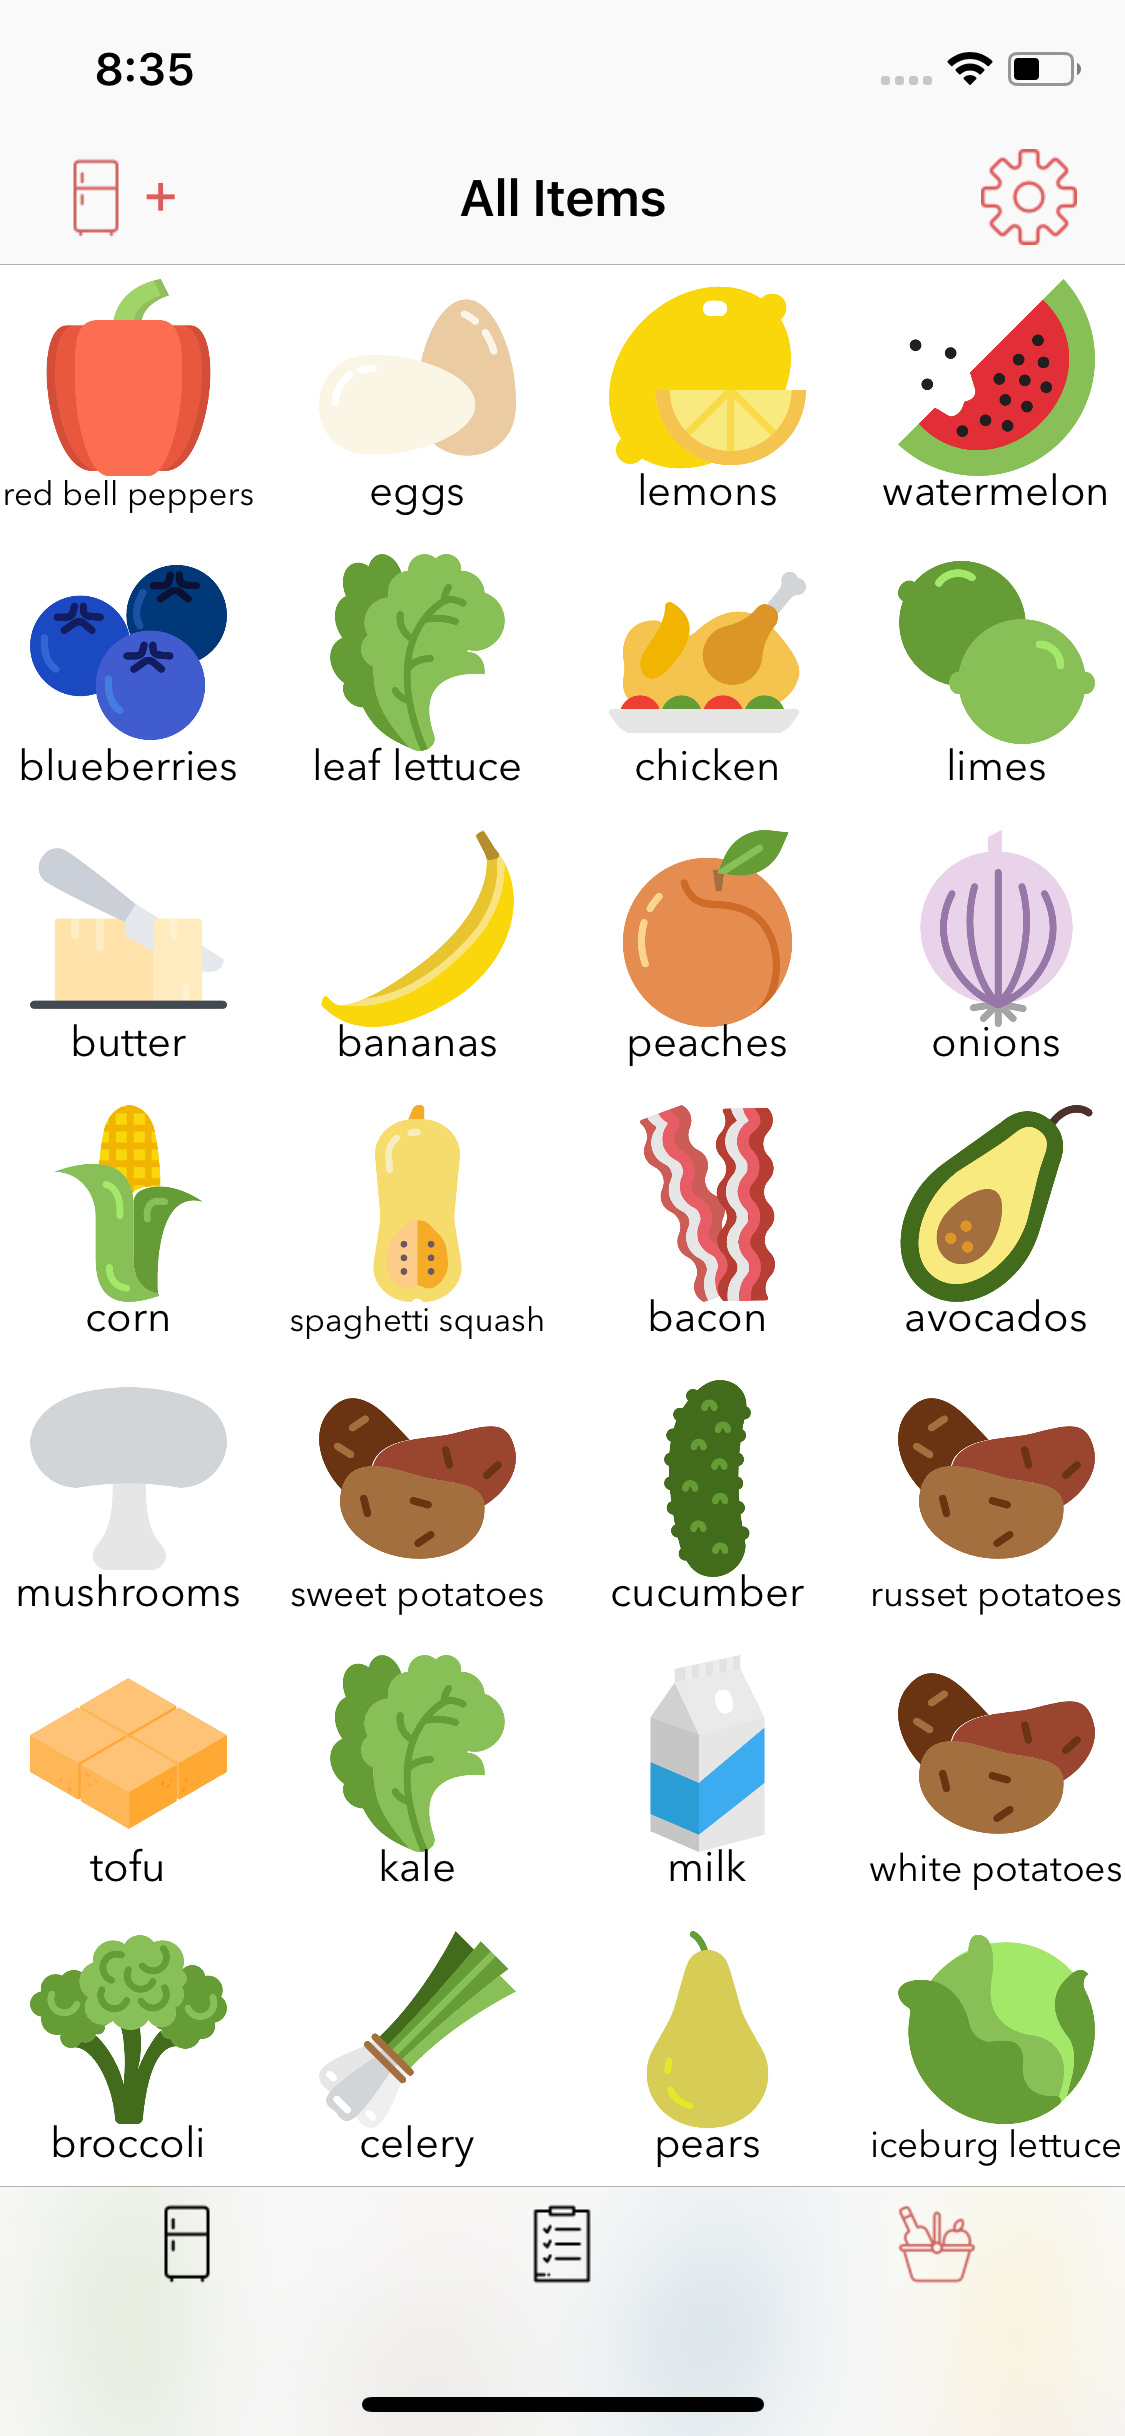 8:35
All Items
red bell peppers
eggs
lemons
watermelon
blueberries
leaf lettuce
chicken
limes
butter
bananas
peaches
onions
corn
spaghetti squash
bacon
avocados
mushrooms
sweet potatoes
cucumber
russet potatoes
tofu
kale
milk
white potatoes
broccoli
celery
pears
iceburg lettuce